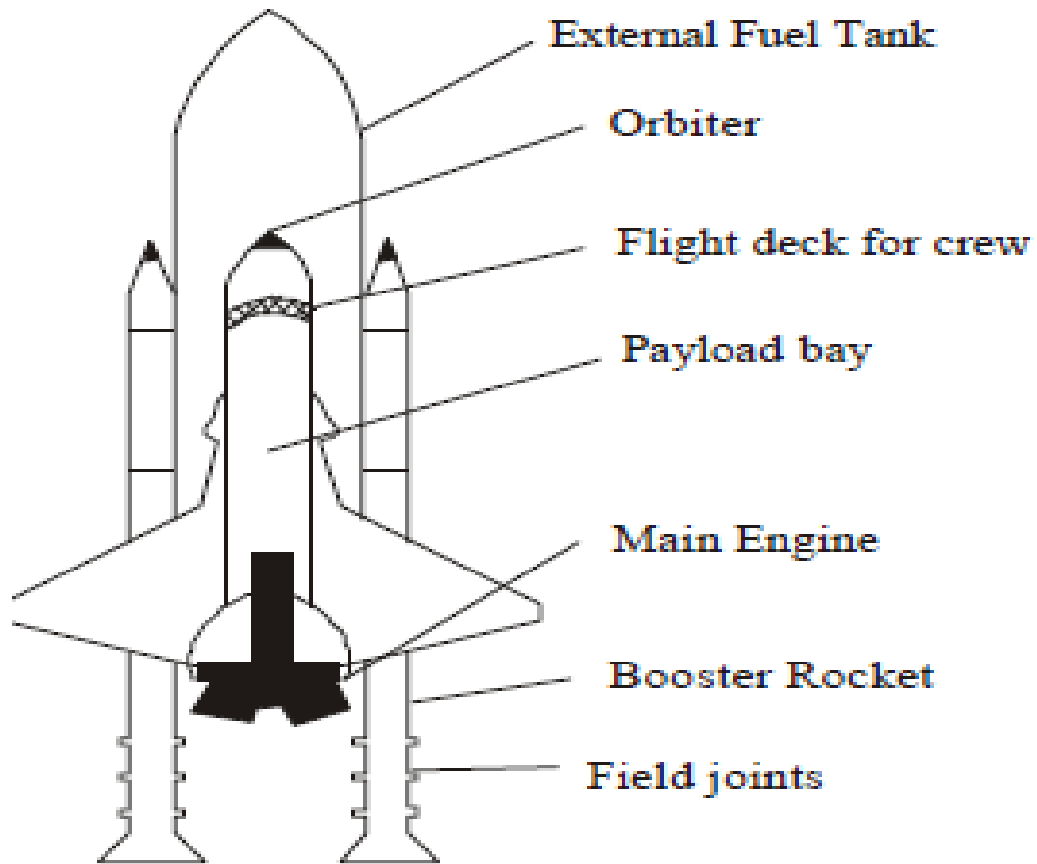 External Fuel Tank
Orbiter
Flight deck for crew
Payload bay
Main Engine
Booster Rocket
Field joints